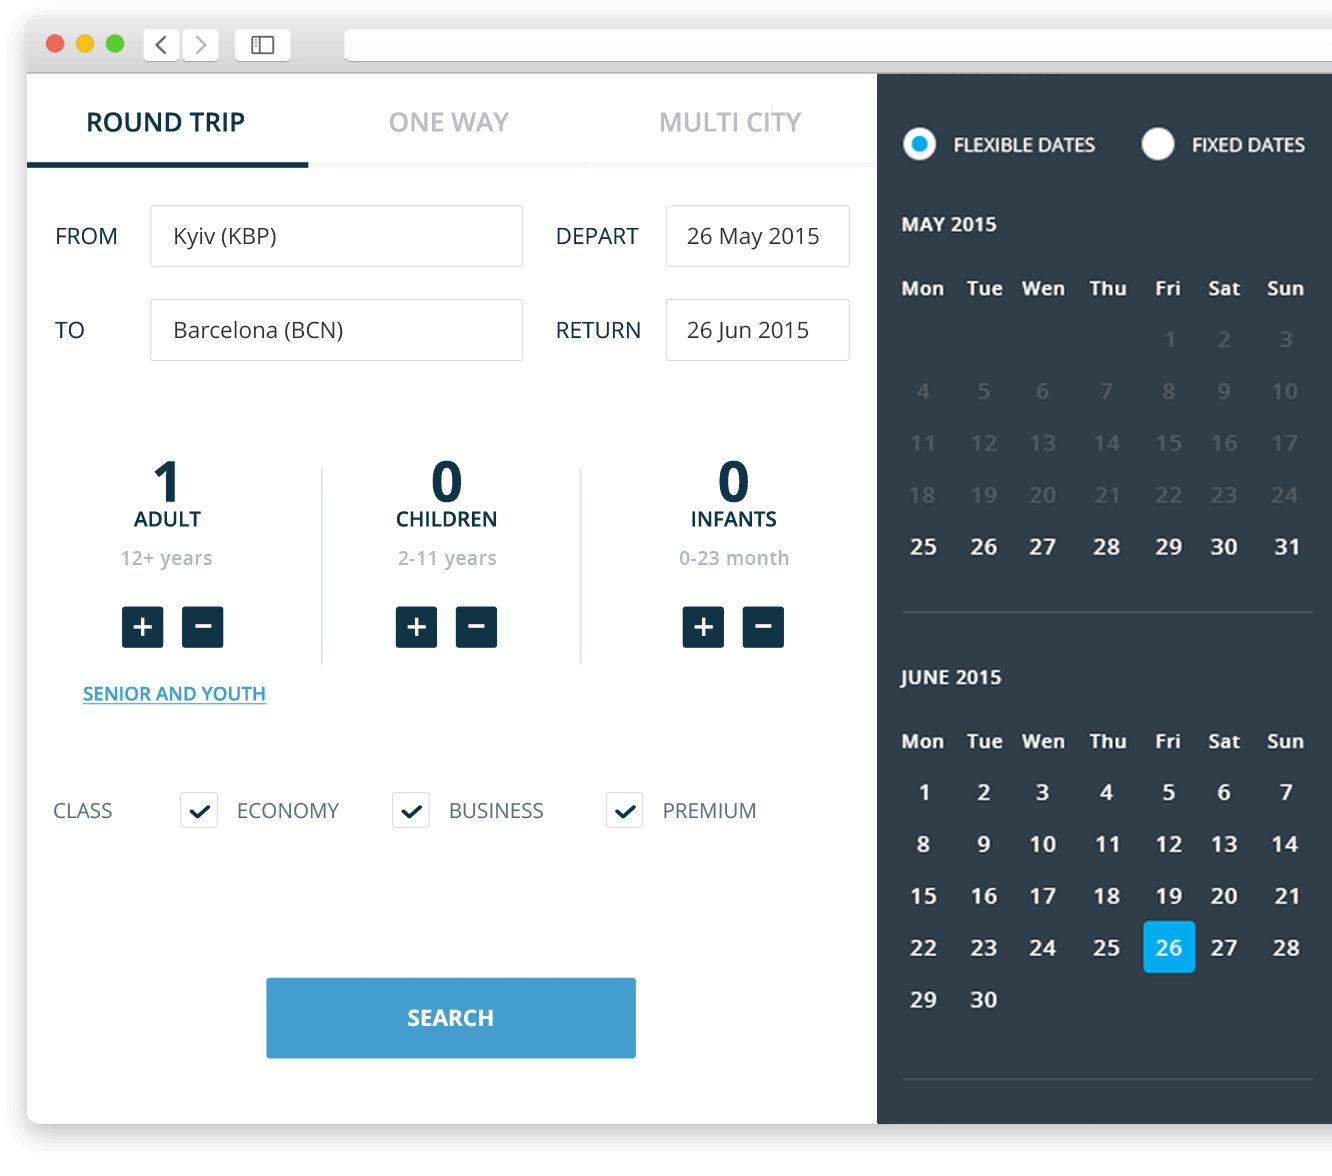 ROUND TRIP ONE WAY MULTI CITY
FROM Kyiv (KBP) DEPART 26 May 2015
TO Barcelona (BCN) RETURN 26 Jun 2015
1 0 0
ADULT CHILDREN INFANTS
12+ years 2-11 years 0-23 month
+ − + − + −
SENIOR AND YOUTH
CLASS ECONOMY BUSINESS PREMIUM
SEARCH
FLEXIBLE DATES FIXED DATES
MAY 2015
Mon Tue Wen Thu Fri Sat Sun
1 2 3
4 5 6 7 8 9 10
11 12 13 14 15 16 17
18 19 20 21 22 23 24
25 26 27 28 29 30 31
JUNE 2015
Mon Tue Wen Thu Fri Sat Sun
1 2 3 4 5 6 7
8 9 10 11 12 13 14
15 16 17 18 19 20 21
22 23 24 25 26 27 28
29 30